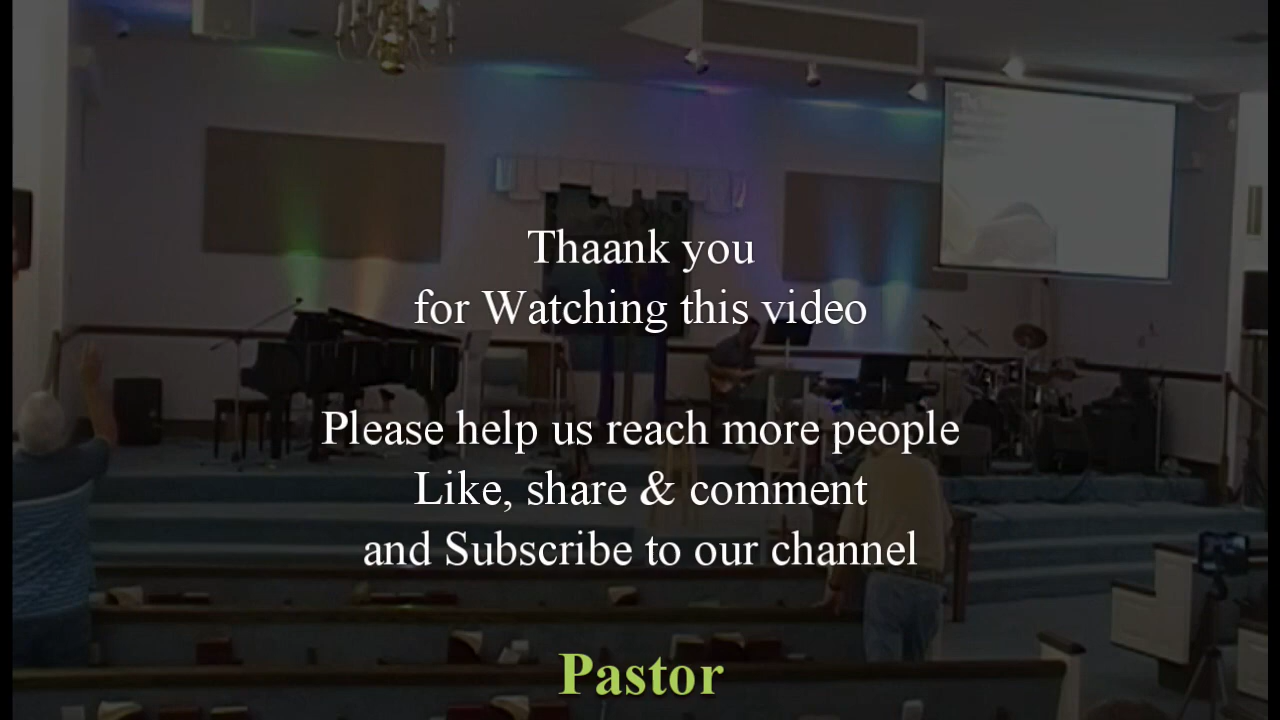 Thaank you
for Watching this video
Please help us reach more people
Like, share & comment
and Subscribe to our channel
Pastor